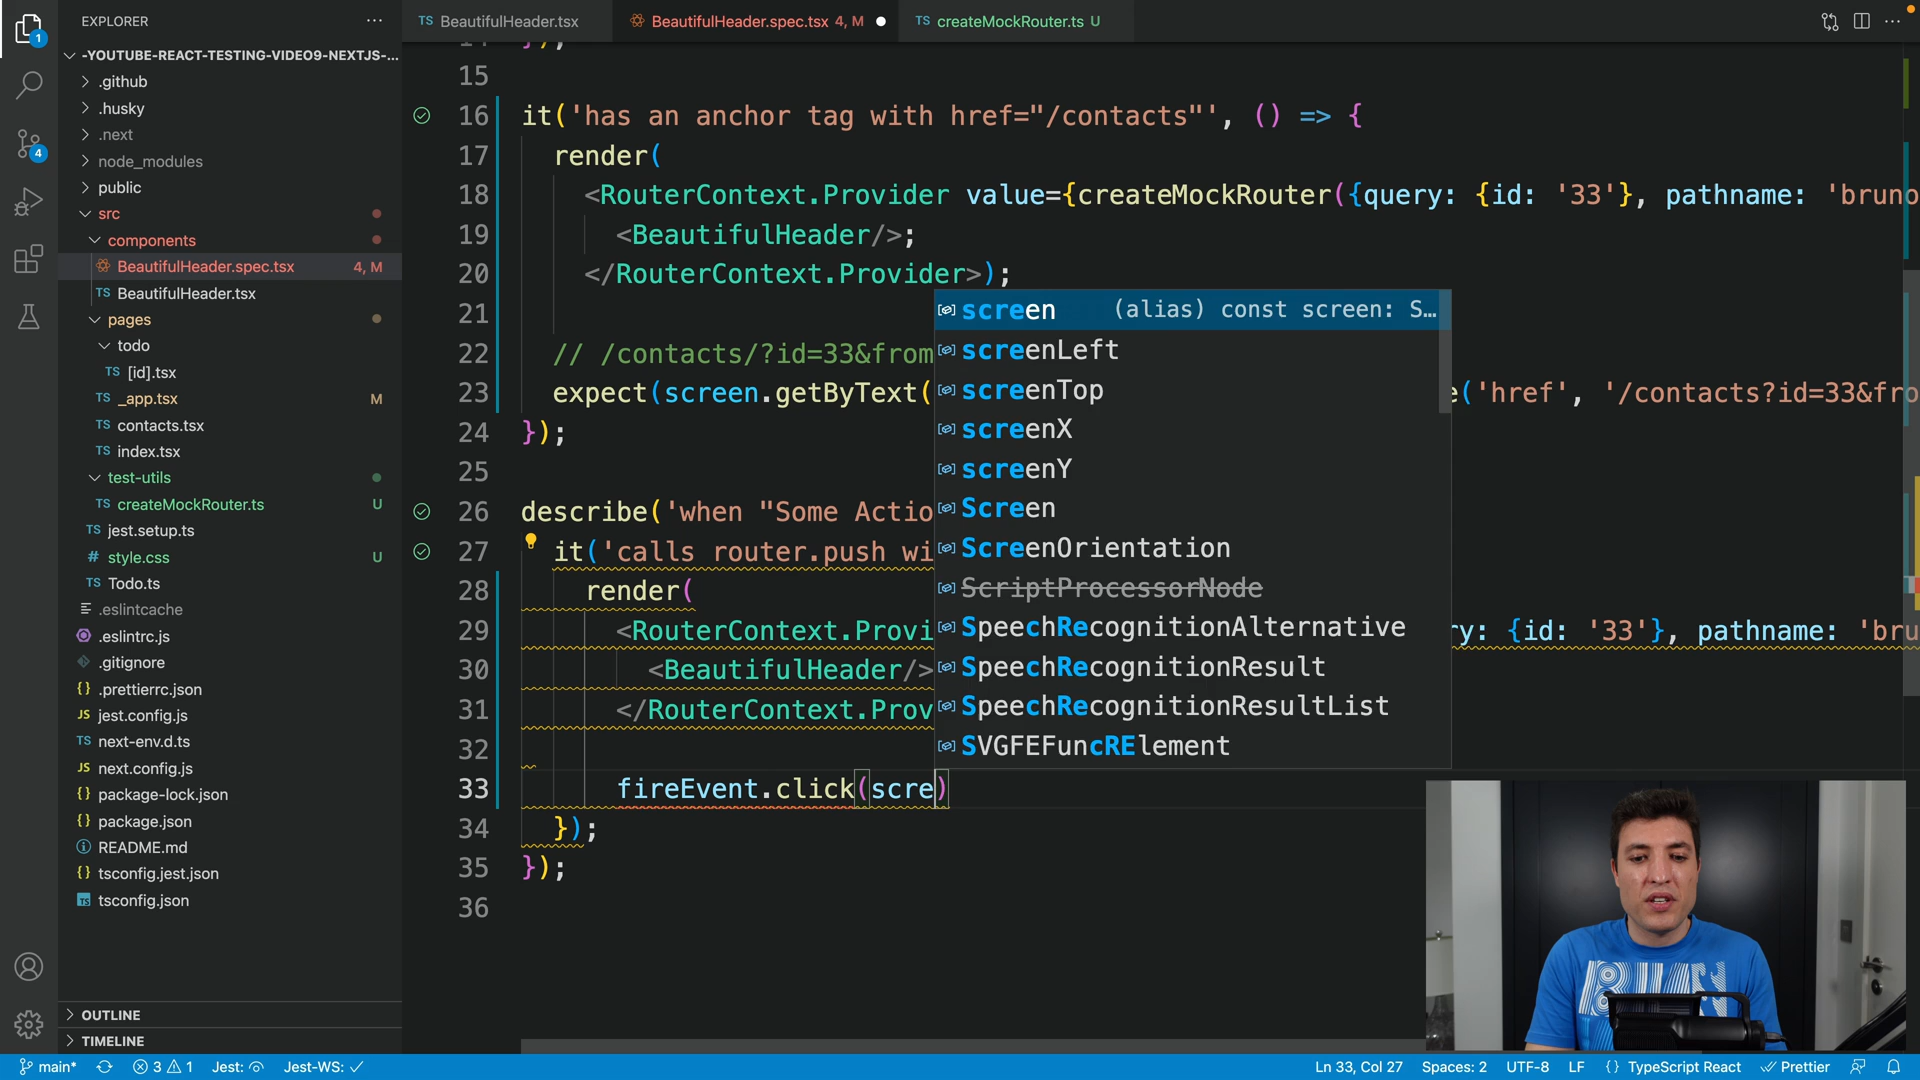 EXPLORER
BeautifulHeader.tsx
BeautifulHeader.spec.tsx 4, M
createMockRouter.ts U
-YOUTUBE-REACT-TESTING-VIDEO9-NEXTJS-...
.github
.husky
.next
node_modules
public
src
components
BeautifulHeader.spec.tsx 4, M
BeautifulHeader.tsx
pages
todo
[id].tsx
_app.tsx M
contacts.tsx
index.tsx
test-utils
createMockRouter.ts U
jest.setup.ts
style.css U
Todo.ts
.eslintcache
.eslintrc.js
.gitignore
.prettierrc.json
jest.config.js
next-env.d.ts
next.config.js
package-lock.json
package.json
README.md
tsconfig.jest.json
tsconfig.json
OUTLINE
TIMELINE
15
16 it('has an anchor tag with href="/contacts"', () => {
17 render(
18 <RouterContext.Provider value={createMockRouter({query: {id: '33'}, pathname: 'bruno
19 <BeautifulHeader/>;
20 </RouterContext.Provider>);
21
22 // /contacts/?id=33&from
23 expect(screen.getByText( e('href', '/contacts?id=33&fro
24 });
25
26 describe('when "Some Actio
27 it('calls router.push wi
28 render(
29 <RouterContext.Provi ry: {id: '33'}, pathname: 'bru
30 <BeautifulHeader/>
31 </RouterContext.Prov
32
33 fireEvent.click(scre)
34 });
35 });
36
screen (alias) const screen: S...
screenLeft
screenTop
screenX
screenY
Screen
ScreenOrientation
ScriptProcessorNode
SpeechRecognitionAlternative
SpeechRecognitionResult
SpeechRecognitionResultList
SVGFEFuncRElement
main* 3 1 Jest: Jest-WS: Ln 33, Col 27 Spaces: 2 UTF-8 LF {} TypeScript React Prettier